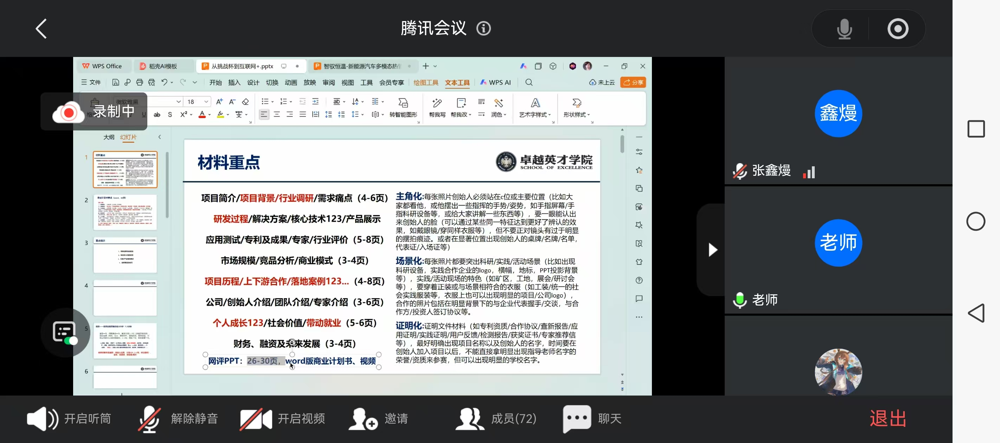 腾讯会议
WPS Office
稻壳AI模板
从挑战杯到互联网+.pptx
智驭恒温-新能源汽车多模态热管
文件
开始
插入
设计
切换
动画
放映
审阅
视图
工具
会员专享
绘图工具
文本工具
WPS AI
未上云
分享
微软雅黑
18
录制中
转智能图形
帮我写
帮我改
润色
艺术字样式
形状样式
大纲
幻灯片
1
2
3
4
5
6
材料重点
卓越英才学院
SCHOOL OF EXCELLENCE
项目简介/项目背景/行业调研/需求痛点（4-6页）
研发过程/解决方案/核心技术123/产品展示
应用测试/专利及成果/专家/行业评价（5-8页）
市场规模/竞品分析/商业模式（3-4页）
项目历程/上下游合作/落地案例123...（4-8页）
公司/创始人介绍/团队介绍/专家介绍（3-6页）
个人成长123/社会价值/带动就业（5-6页）
财务、融资及未来发展（3-4页）
网评PPT：26-30页，word版商业计划书、视频
主角化:每张照片创始人必须站在c位或主要位置（比如大
家都看他，或他摆出一些指挥的手势/姿势，如手指屏幕/手
指科研设备等，或给大家讲解一些东西等），要一眼能认出
来创始人的脸（可以通过某些同一特征达到更好了辨认的效
果，如戴眼镜/穿同样衣服等），但不要正对镜头有过于明显
的摆拍痕迹。或者在显著位置出现创始人的桌牌/名牌/名单，
代表证/入场证等）
场景化:每张照片都要突出科研/实践/活动场景（比如出现
科研设备，实践合作企业的logo，横幅，地标，PPT投影背景
等），实践/活动现场的特色（如矿区，工地，展会/研讨会
等），要穿着正装或与场景相符合的衣服（如工装/统一的社
会实践服装等，衣服上也可以出现明显的项目/公司logo），
合作的照片包括在明显背景下的与企业代表握手/交谈，与合
作方/投资人签订协议等。
证明化:证明文件材料（如专利资质/合作协议/查新报告/应
用证明/实践证明/用户反馈/检测报告/获奖证书/专家推荐信
等），最好明确出现项目名称以及创始人的名字，时间要在
创始人加入项目以后，不能直接拿明显出现指导老师名字的
荣誉/资质来参赛，但可以出现明显的学校名字。
鑫熳
张鑫熳
老师
老师
开启听筒
解除静音
开启视频
邀请
成员(72)
聊天
退出